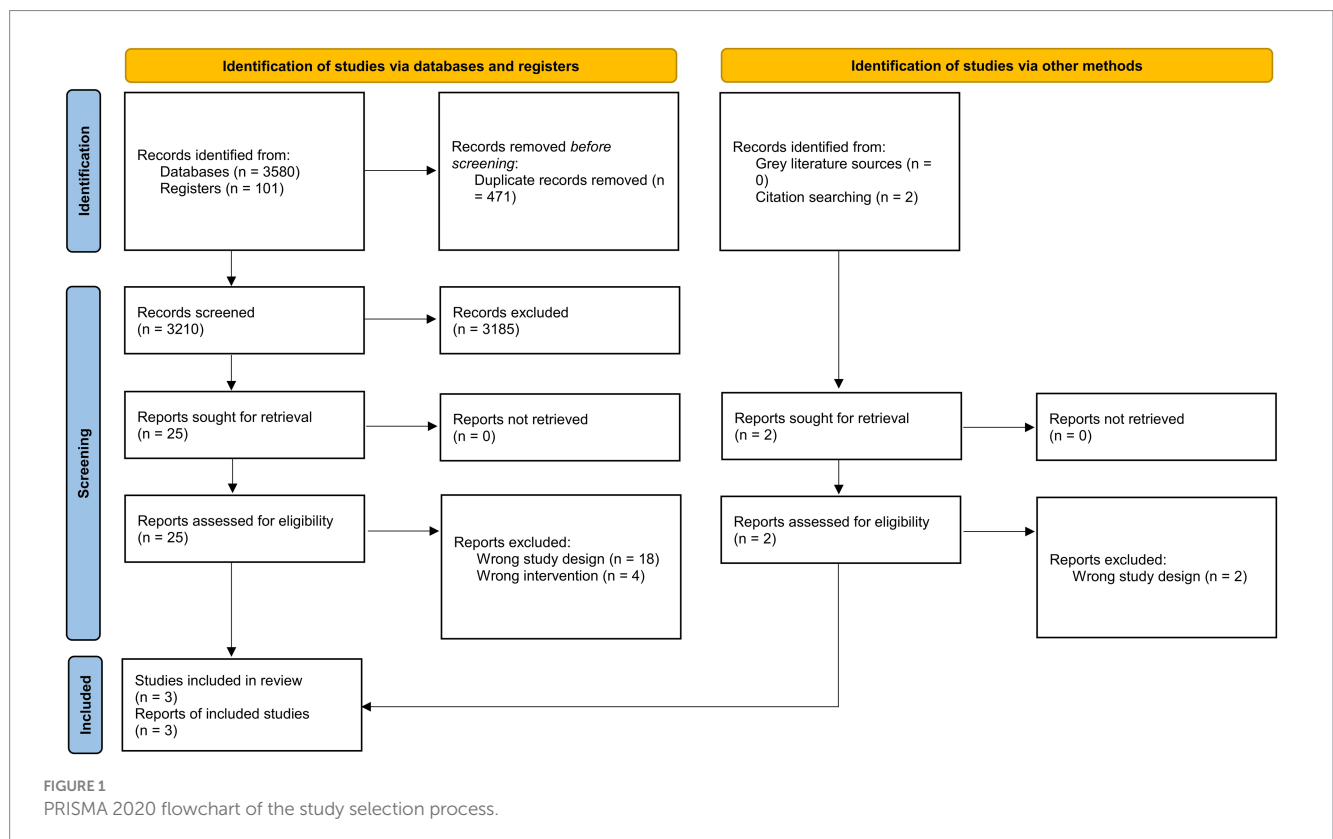 Identification of studies via databases and registers
Identification of studies via other methods
Identification
Records identified from:
Databases (n = 3580)
Registers (n = 101)
Records removed before
screening:
Duplicate records removed (n
= 471)
Records identified from:
Grey literature sources (n =
0)
Citation searching (n = 2)
Screening
Records screened
(n = 3210)
Records excluded
(n = 3185)
Reports sought for retrieval
(n = 25)
Reports not retrieved
(n = 0)
Reports sought for retrieval
(n = 2)
Reports not retrieved
(n = 0)
Reports assessed for eligibility
(n = 25)
Reports excluded:
Wrong study design (n = 18)
Wrong intervention (n = 4)
Reports assessed for eligibility
(n = 2)
Reports excluded:
Wrong study design (n = 2)
Included
Studies included in review
(n = 3)
Reports of included studies
(n = 3)
FIGURE 1
PRISMA 2020 flowchart of the study selection process.